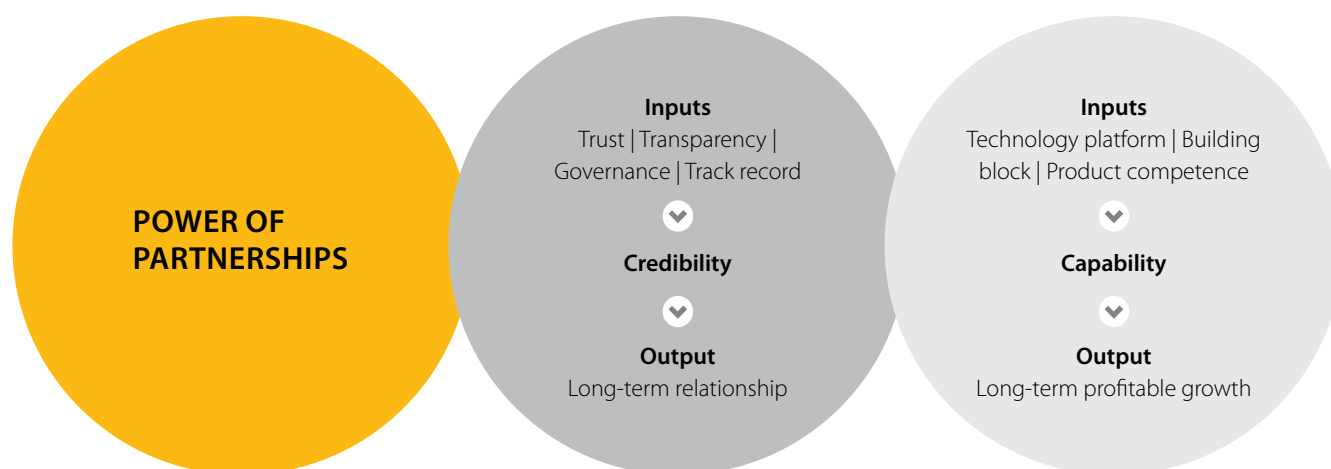 POWER OF
PARTNERSHIPS
Inputs
Trust | Transparency |
Governance | Track record
Credibility
Output
Long-term relationship
Inputs
Technology platform | Building
block | Product competence
Capability
Output
Long-term profitable growth